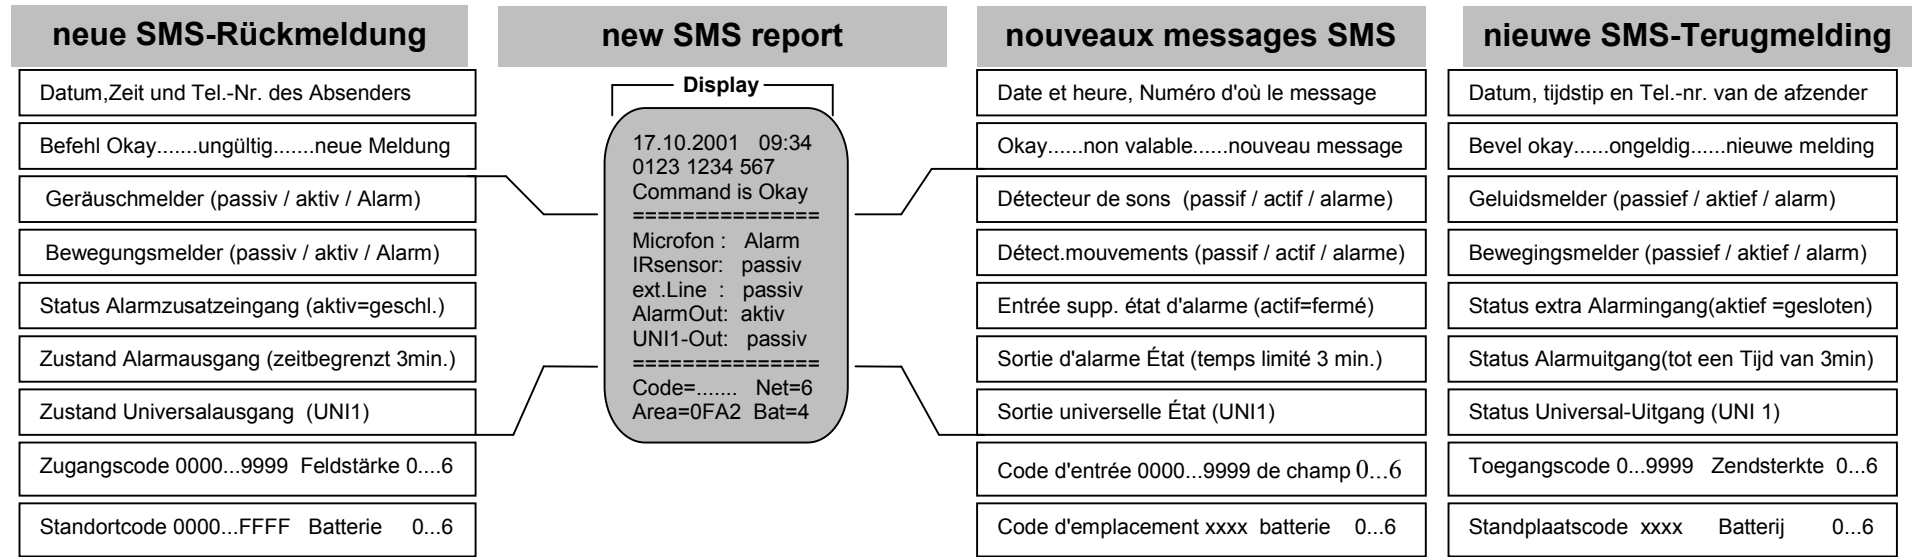 neue SMS-Rückmeldung
Datum,Zeit und Tel.-Nr. des Absenders
Befehl Okay.......ungültig.......neue Meldung
Geräuschmelder (passiv / aktiv / Alarm)
Bewegungsmelder (passiv / aktiv / Alarm)
Status Alarmzusatzeingang (aktiv=geschl.)
Zustand Alarmausgang (zeitbegrenzt 3min.)
Zustand Universalausgang (UNI1)
Zugangscode 0000...9999 Feldstärke 0....6
Standortcode 0000...FFFF Batterie 0...6
new SMS report
Display
17.10.2001 09:34
0123 1234 567
Command is Okay
===============
Microfon : Alarm
IRsensor: passiv
ext.Line : passiv
AlarmOut: aktiv
UNI1-Out: passiv
===============
Code=....... Net=6
Area=0FA2 Bat=4
nouveaux messages SMS
Date et heure, Numéro d'où le message
Okay......non valable......nouveau message
Détecteur de sons (passif / actif / alarme)
Détect.mouvements (passif / actif / alarme)
Entrée supp. état d'alarme (actif=fermé)
Sortie d'alarme État (temps limité 3 min.)
Sortie universelle État (UNI1)
Code d'entrée 0000...9999 de champ 0...6
Code d'emplacement xxxx batterie 0...6
nieuwe SMS-Terugmelding
Datum, tijdstip en Tel.-nr. van de afzender
Bevel okay......ongeldig......nieuwe melding
Geluidsmelder (passief / aktief / alarm)
Bewegingsmelder (passief / aktief / alarm)
Status extra Alarmingang(aktief =gesloten)
Status Alarmuitgang(tot een Tijd van 3min)
Status Universal-Uitgang (UNI 1)
Toegangscode 0...9999 Zendsterkte 0...6
Standplaatscode xxxx Batterij 0...6